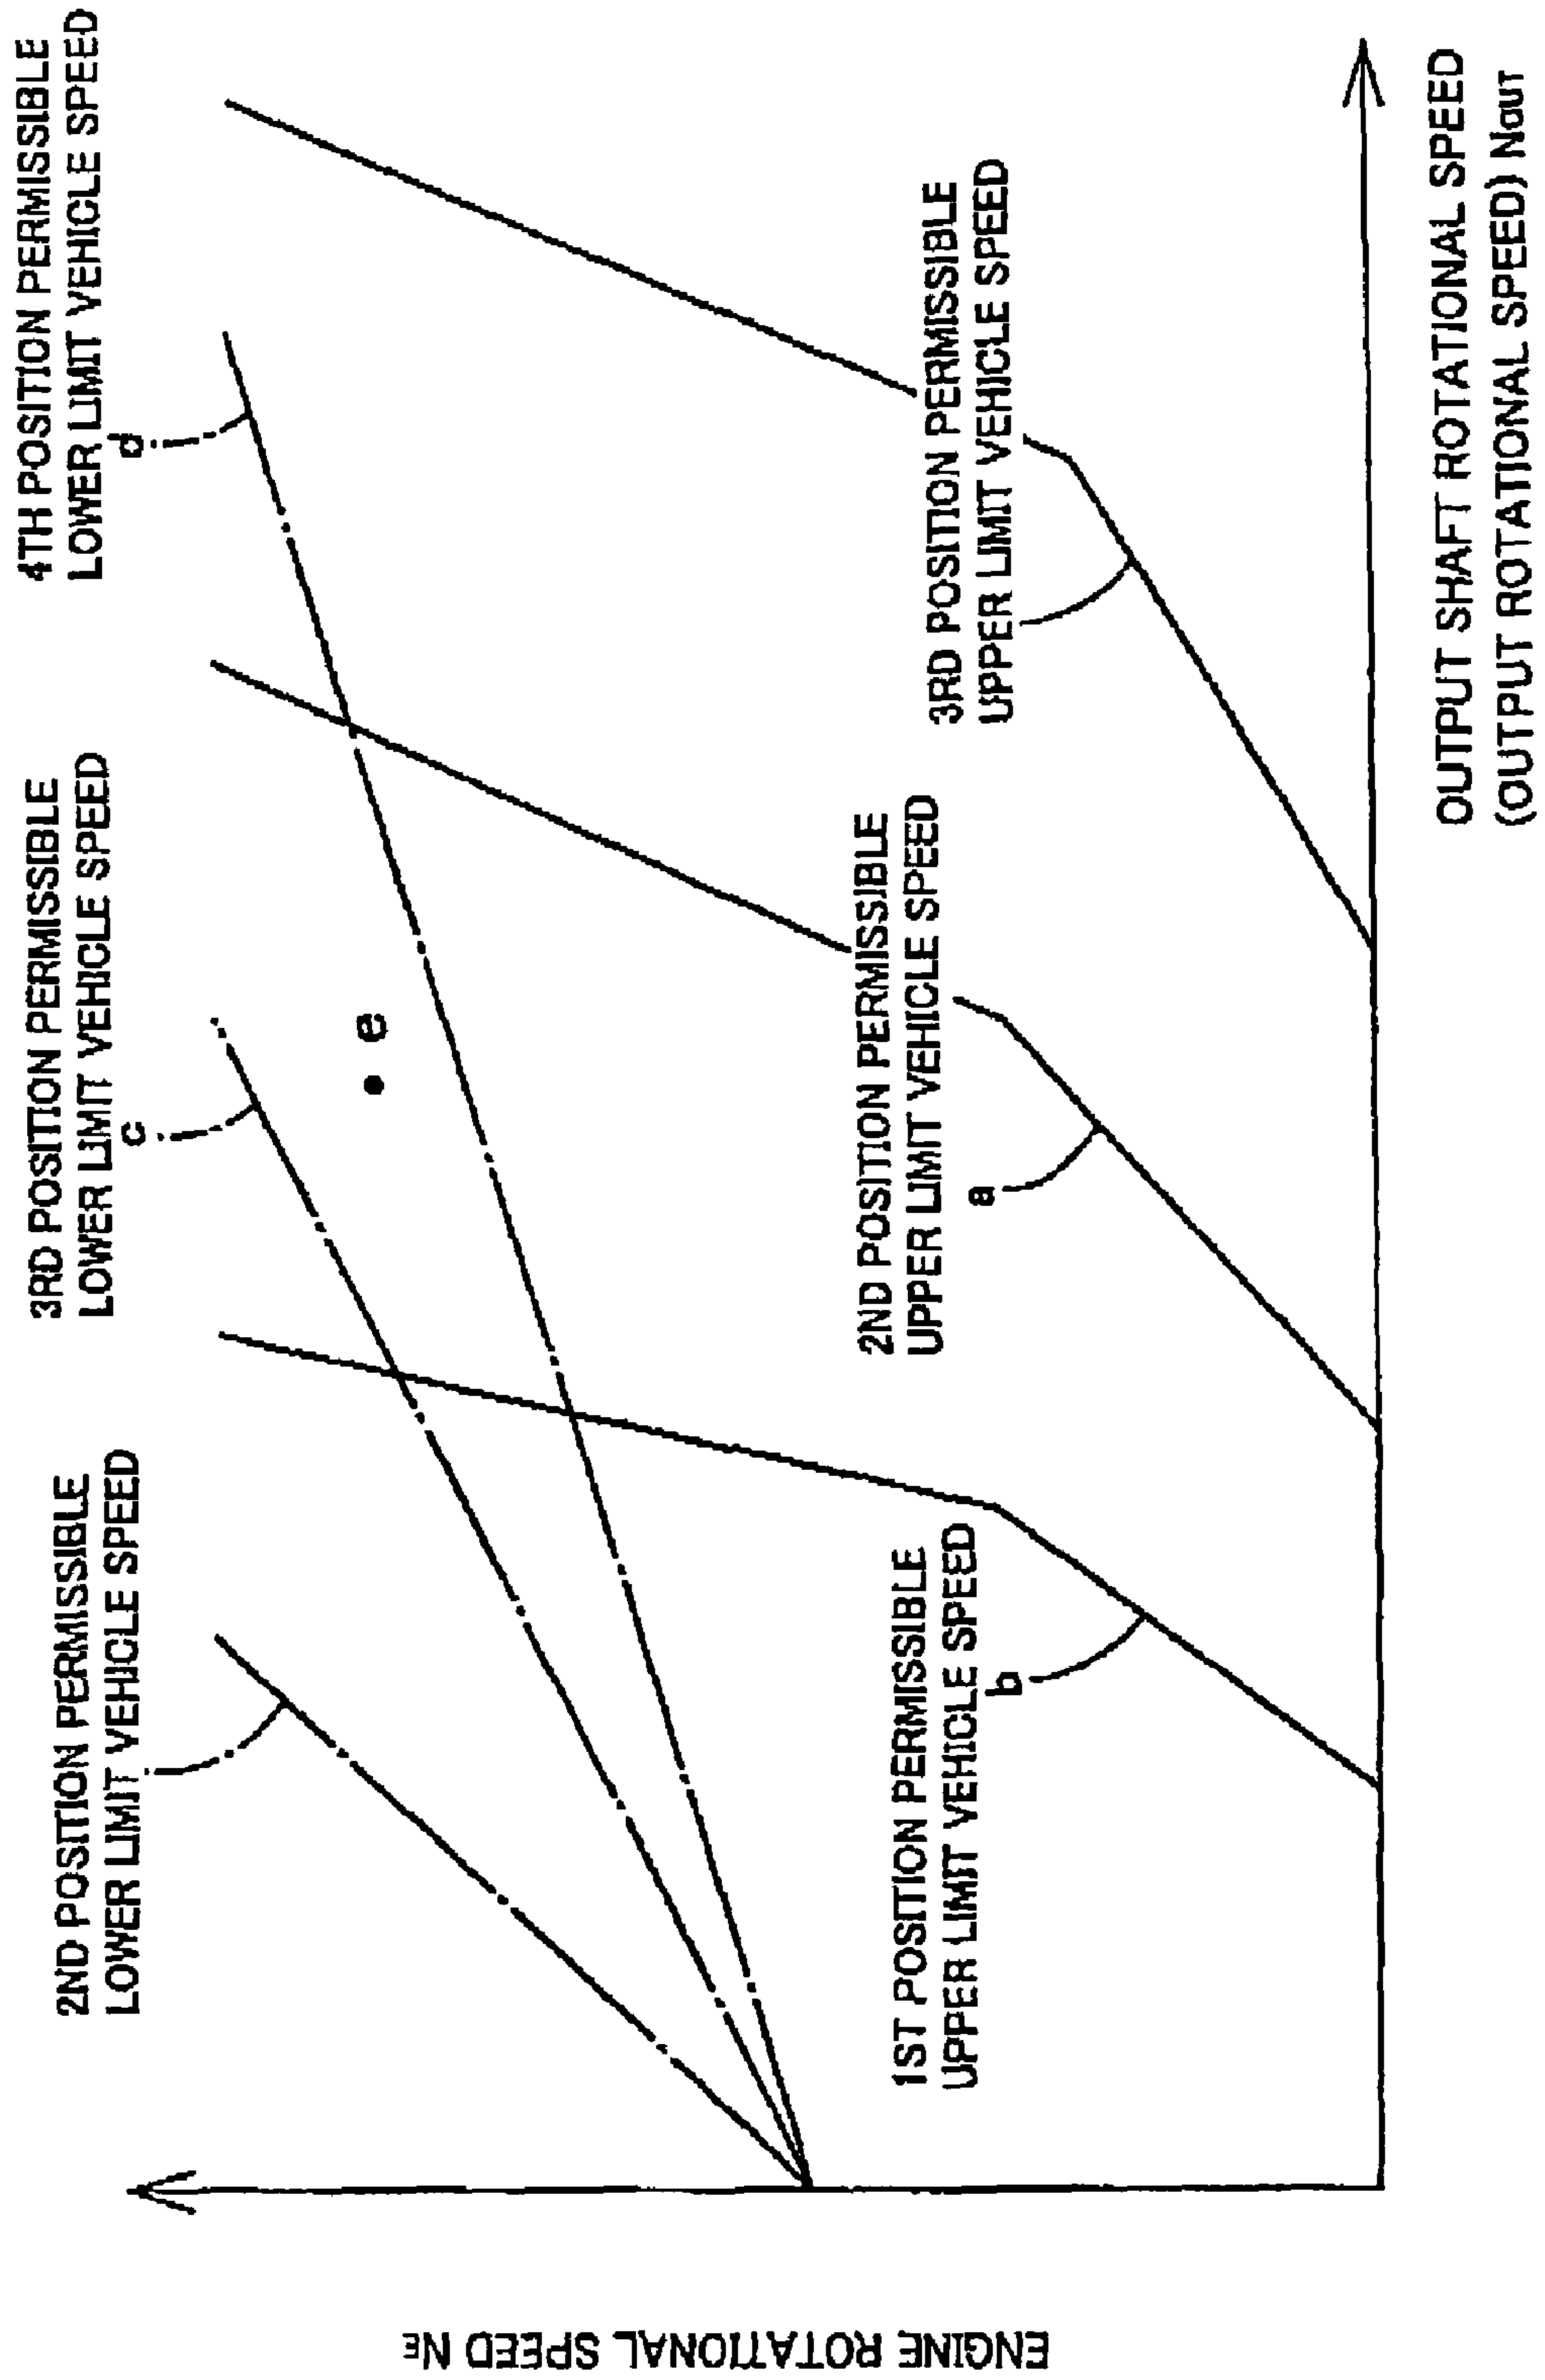 4TH POSITION PERMISSIBLE
LOWER LIMIT VEHICLE SPEED
d
3RD POSITION PERMISSIBLE
LOWER LIMIT VEHICLE SPEED
c
2ND POSITION PERMISSIBLE
LOWER LIMIT VEHICLE SPEED
e
3RD POSITION PERMISSIBLE
UPPER LIMIT VEHICLE SPEED
2ND POSITION PERMISSIBLE
UPPER LIMIT VEHICLE SPEED
a
1ST POSITION PERMISSIBLE
UPPER LIMIT VEHICLE SPEED
b
OUTPUT SHAFT ROTATIONAL SPEED
(OUTPUT ROTATIONAL SPEED) NOUT
ENGINE ROTATIONAL SPEED NE